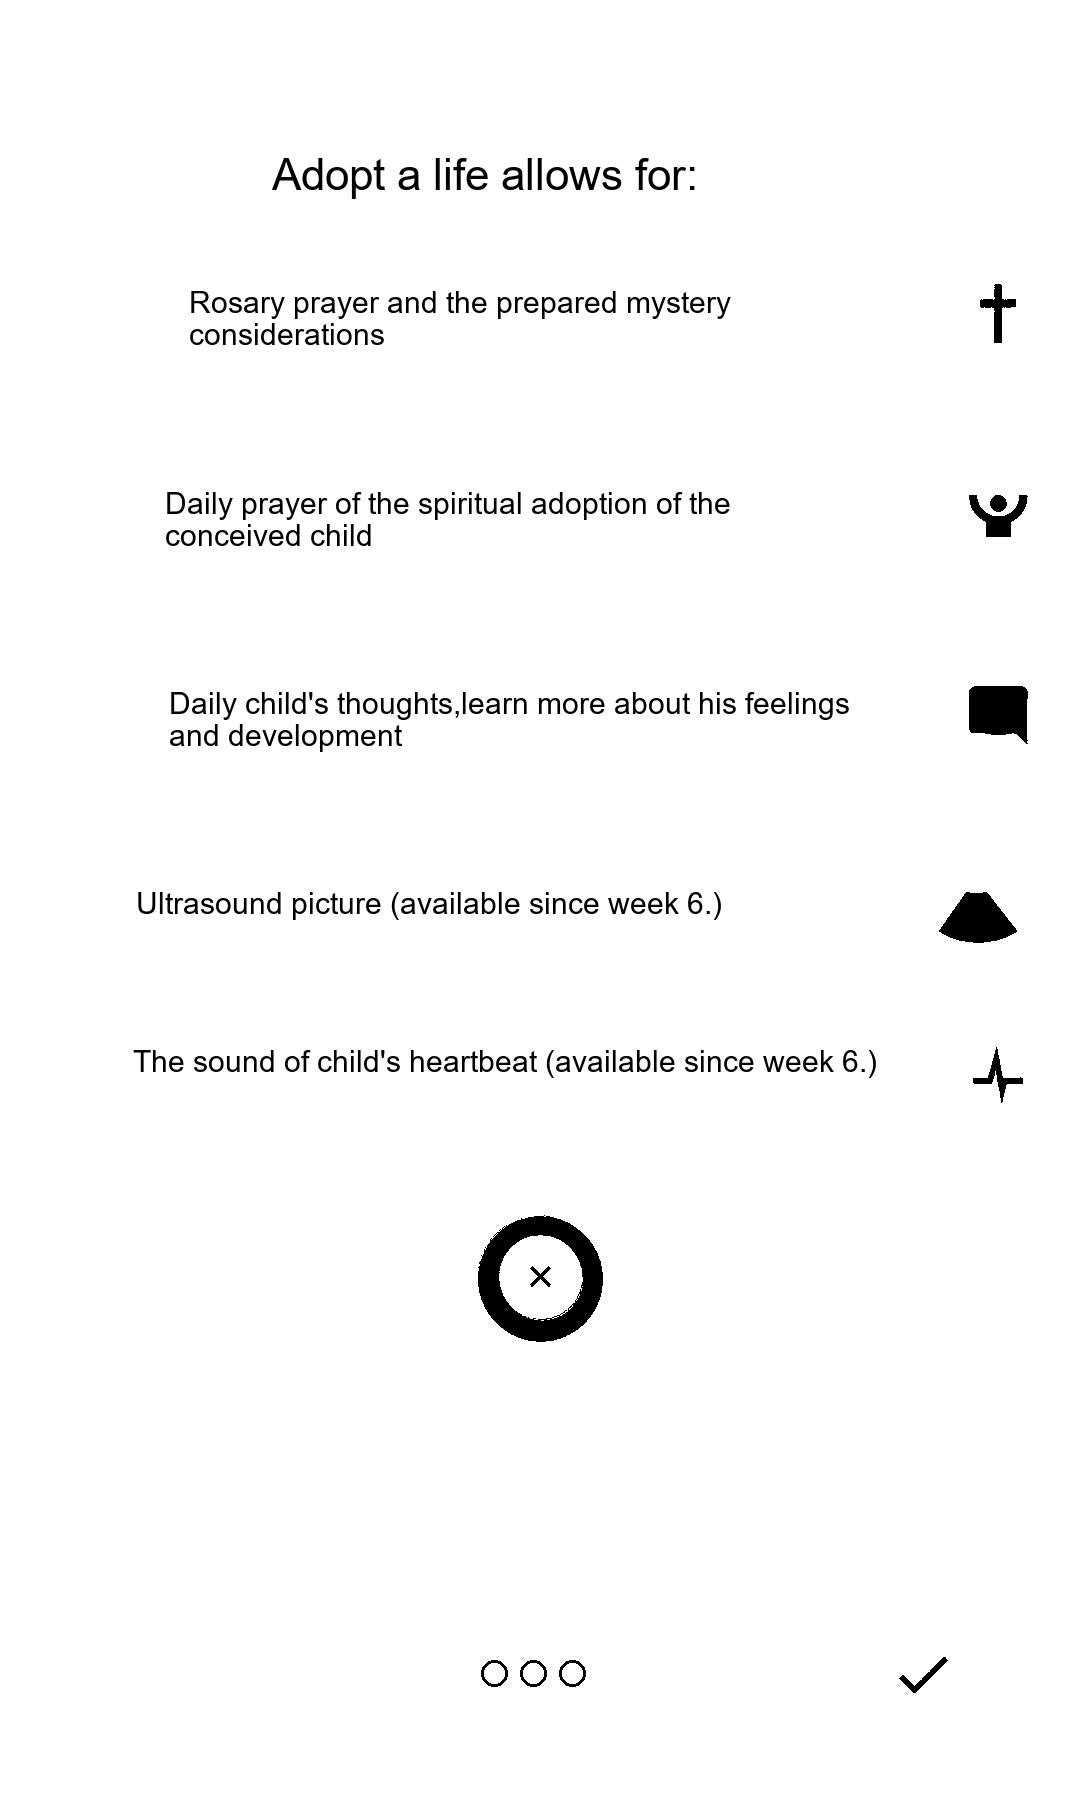 Adopt a life allows for:
Rosary prayer and the prepared mystery
considerations
Daily prayer of the spiritual adoption of the
conceived child
Daily child's thoughts,learn more about his feelings
and development
Ultrasound picture (available since week 6.)
The sound of child's heartbeat (available since week 6.)